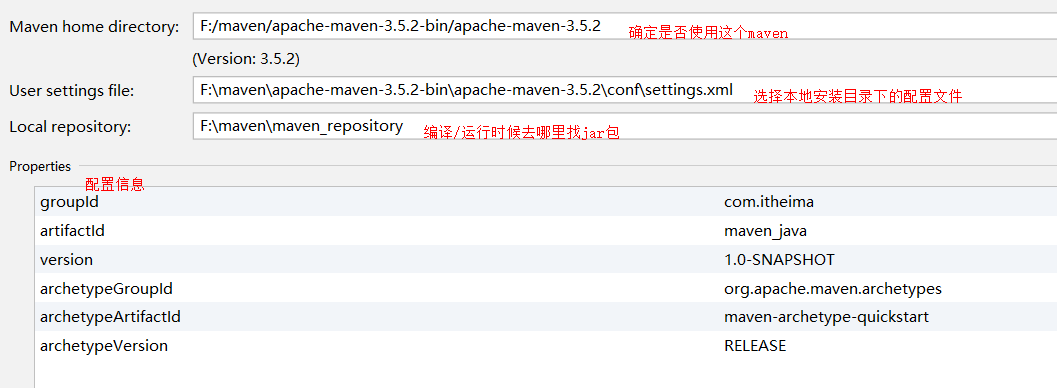 Maven home directory: F:/maven/apache-maven-3.5.2-bin/apache-maven-3.5.2 确定是否使用这个maven
(Version: 3.5.2)
User settings file: F:\maven\apache-maven-3.5.2-bin\apache-maven-3.5.2\conf\settings.xml 选择本地安装目录下的配置文件
Local repository: F:\maven\maven_repository 编译/运行时候去哪里找jar包
Properties
配置信息
groupId com.itheima
artifactId maven_java
version 1.0-SNAPSHOT
archetypeGroupId org.apache.maven.archetypes
archetypeArtifactId maven-archetype-quickstart
archetypeVersion RELEASE